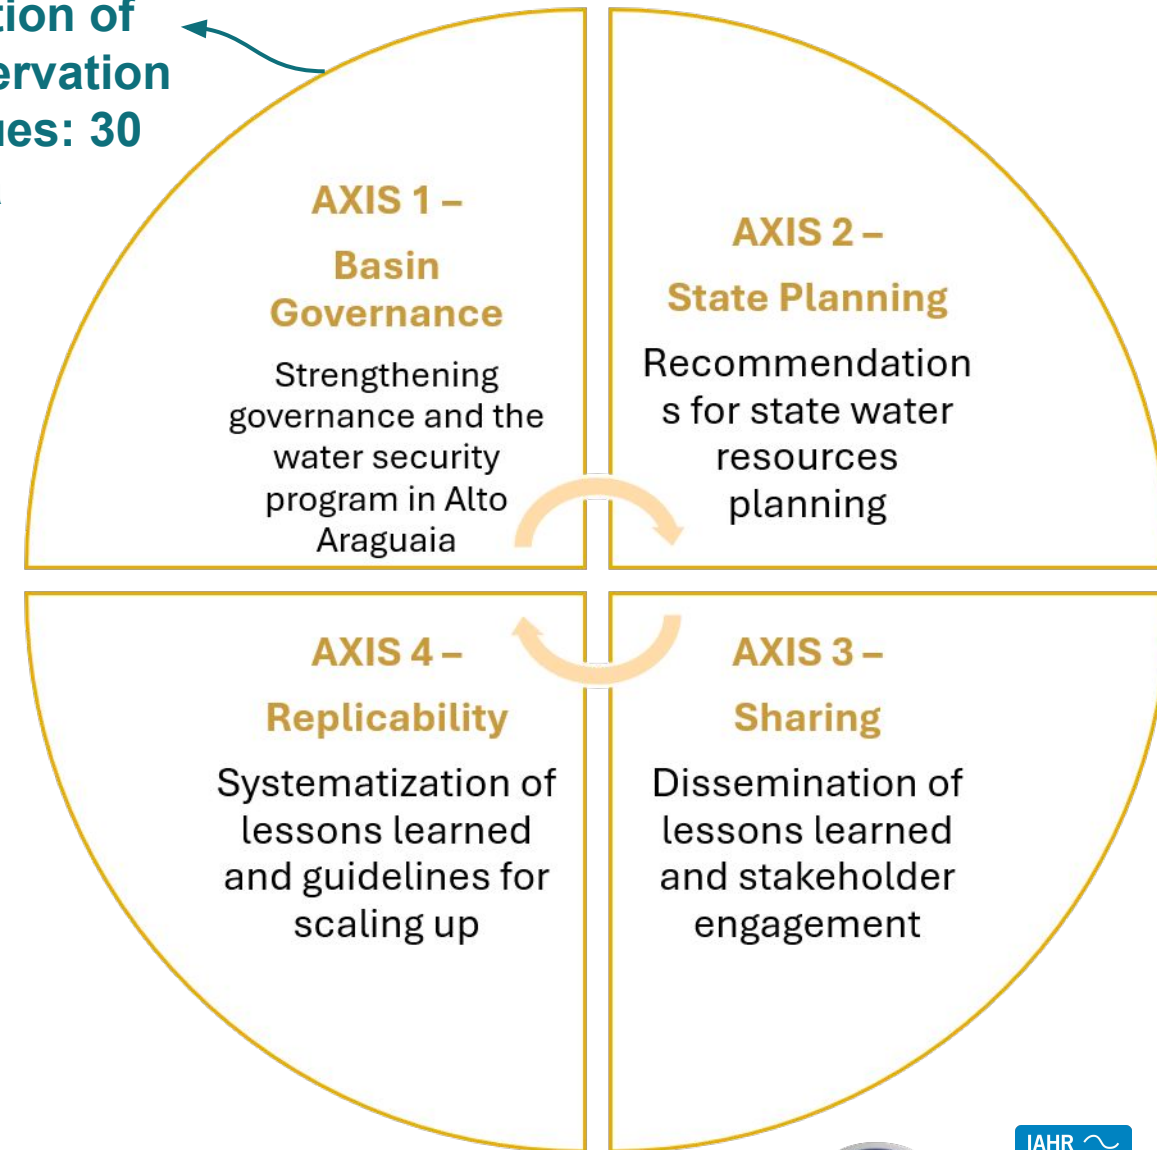 tion of
ervation
ues: 30
AXIS 1 –
Basin
Governance
Strengthening
governance and the
water security
program in Alto
Araguaia
AXIS 2 –
State Planning
Recommendation
s for state water
resources
planning
AXIS 4 –
Replicability
Systematization of
lessons learned
and guidelines for
scaling up
AXIS 3 –
Sharing
Dissemination of
lessons learned
and stakeholder
engagement
IAHR